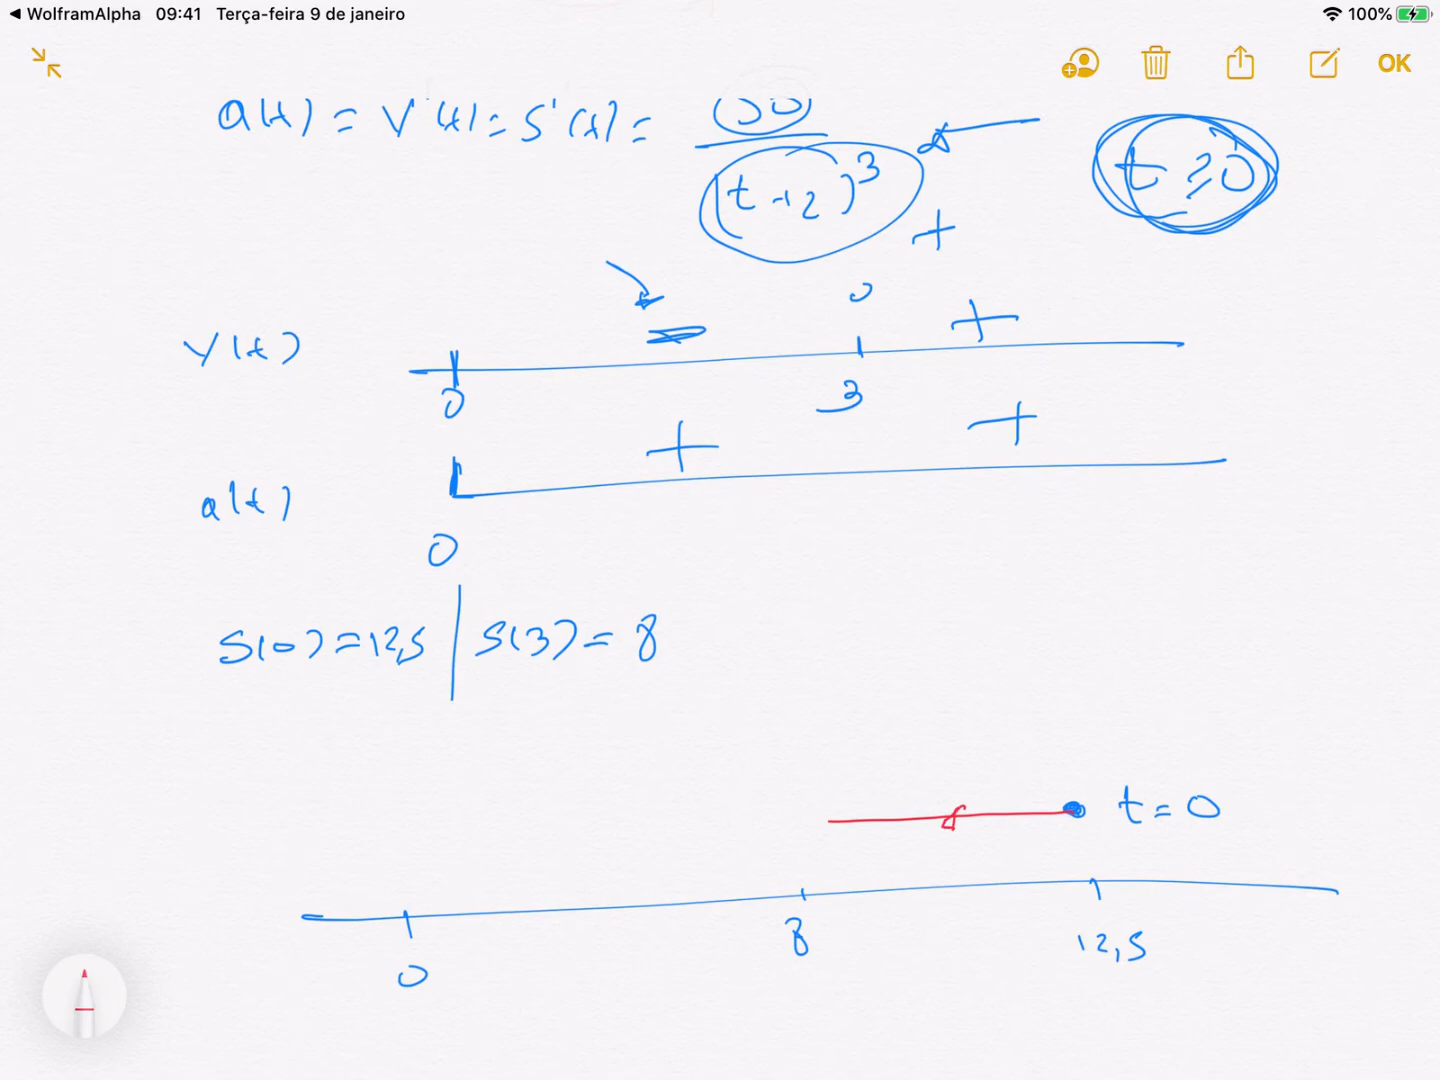 ◀ WolframAlpha 09:41 Terça-feira 9 de janeiro 100%
OK
a(t) = V'(t) = S'(t) = / (t+2)^3 + t ≥ 0
0
V(t) - +
0 3
+ +
a(t)
0
S(0) = 12,5 | S(3) = 8
t = 0
0 8 12,5